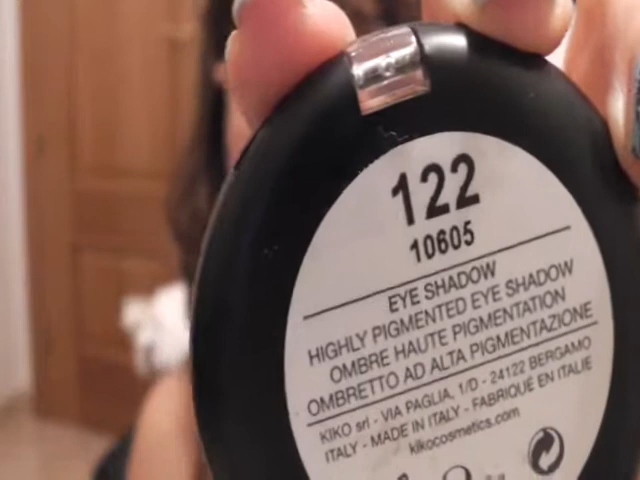 122
10605
EYE SHADOW
HIGHLY PIGMENTED EYE SHADOW
OMBRE HAUTE PIGMENTATION
OMBRETTO AD ALTA PIGMENTAZIONE
KIKO srl - VIA PAGLIA, 1/D - 24122 BERGAMO
ITALY - MADE IN ITALY - FABRIQUÉ EN ITALIE
kikocosmetics.com